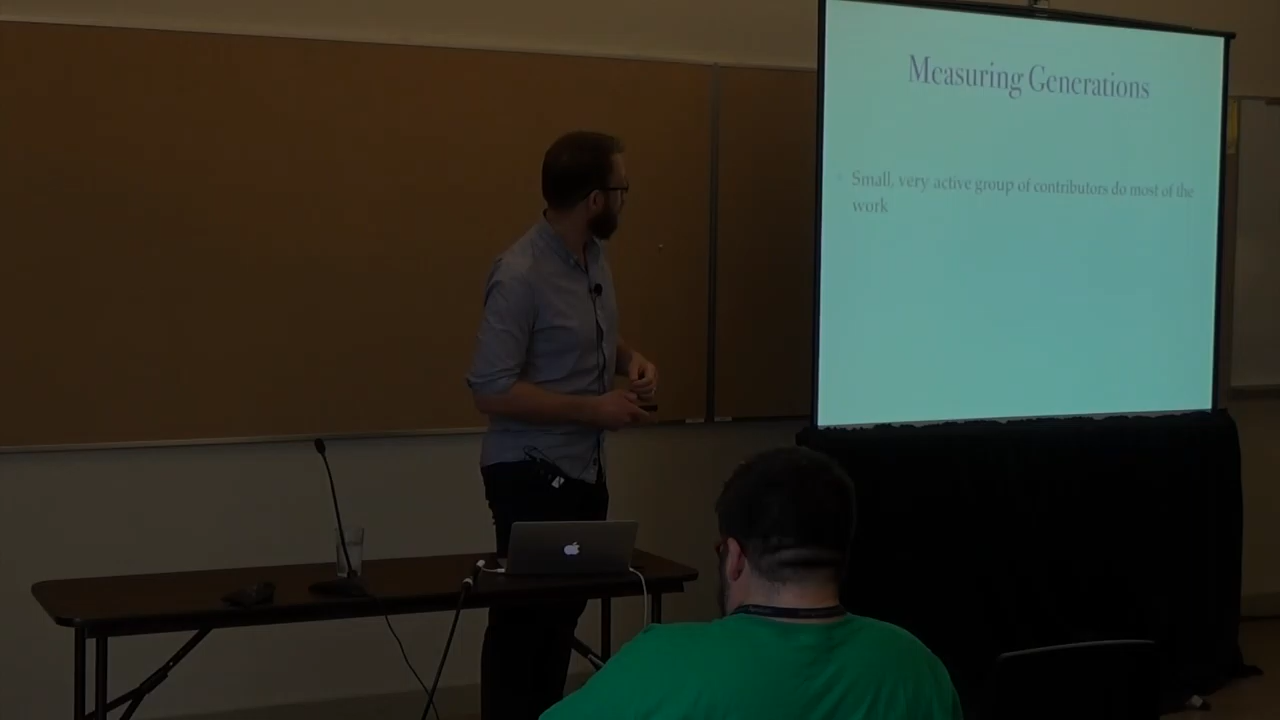 Measuring Generations
Small, very active group of contributors do most of the
work